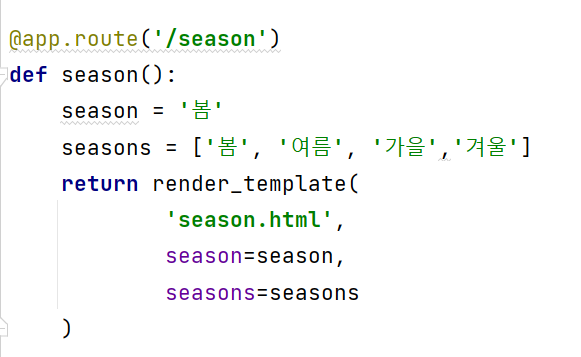 @app.route('/season')
def season():
    season = '봄'
    seasons = ['봄', '여름', '가을','겨울']
    return render_template(
            'season.html',
            season=season,
            seasons=seasons
    )